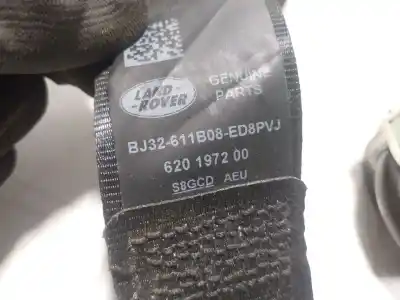 LAND-
ROVER
GENUINE
PARTS
BJ32-611B08-ED8PVJ
620 1972 00
S8GCD AEU